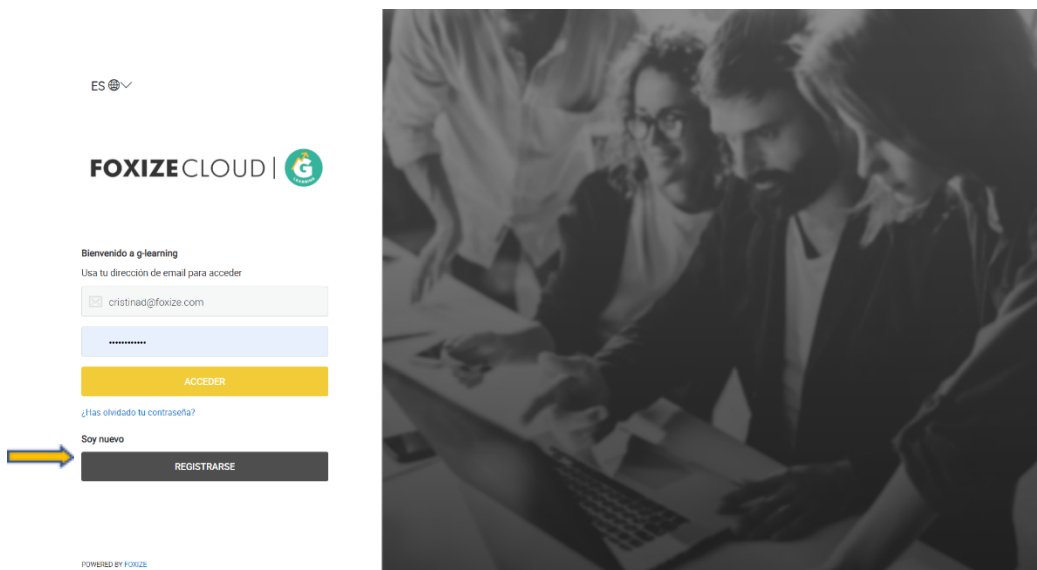 ES
FOXIZE CLOUD | G
LEARNING
Bienvenido a g-learning
Usa tu dirección de email para acceder
cristinad@foxize.com
••••••••••••
ACCEDER
¿Has olvidado tu contraseña?
Soy nuevo
REGISTRARSE
POWERED BY FOXIZE